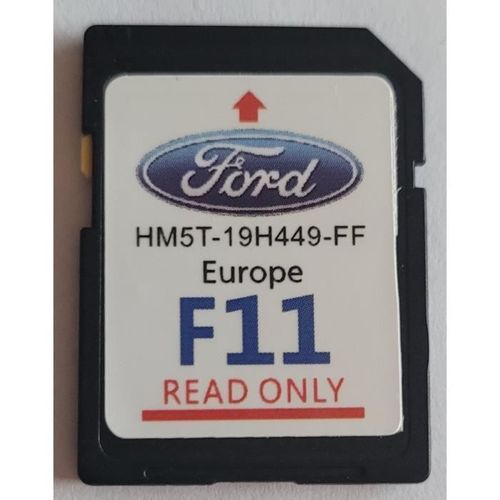 Ford
HM5T-19H449-FF
Europe
F11
READ ONLY